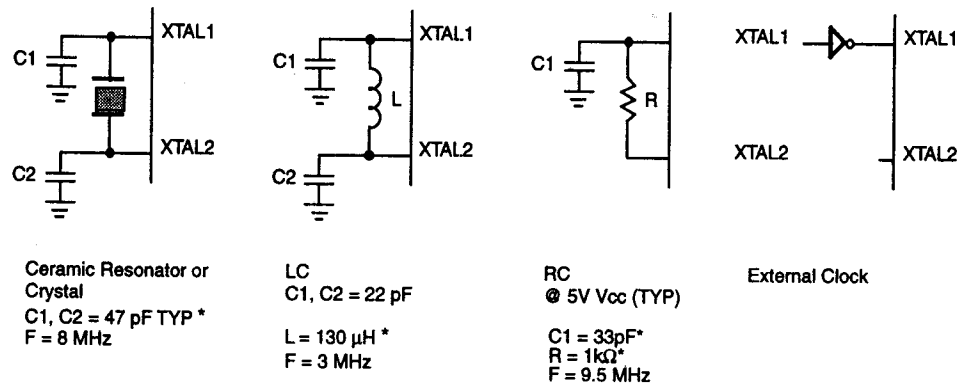 XTAL1
C1
XTAL2
C2
Ceramic Resonator or
Crystal
C1, C2 = 47 pF TYP *
F = 8 MHz
XTAL1
C1
L
XTAL2
C2
LC
C1, C2 = 22 pF
L = 130 µH *
F = 3 MHz
C1
R
RC
@ 5V Vcc (TYP)
C1 = 33pF*
R = 1kΩ*
F = 9.5 MHz
XTAL1
XTAL1
XTAL2
XTAL2
External Clock